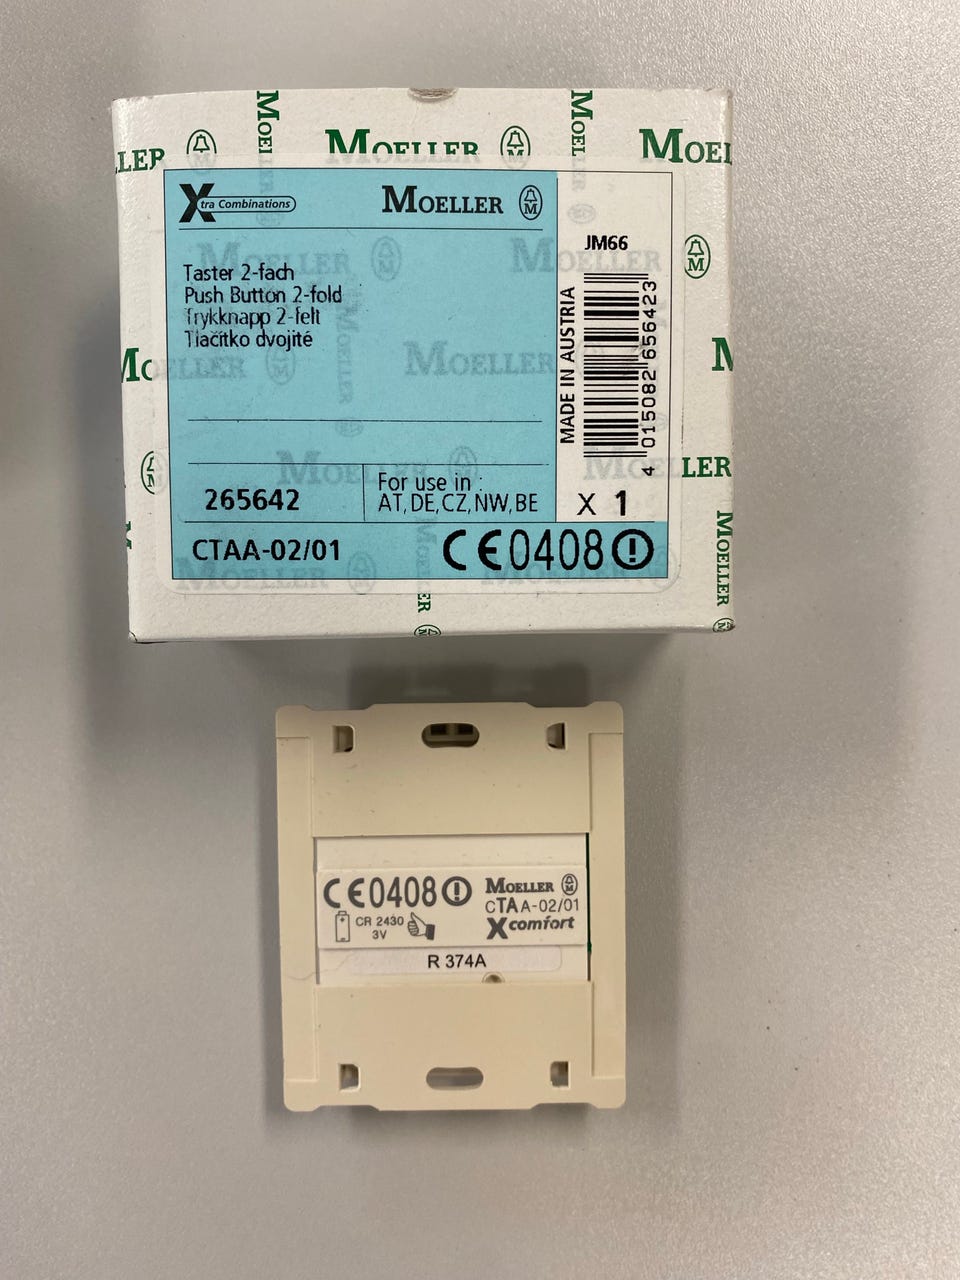 MOELLER
MOELLER
MOELLER
Xtra Combinations
MOELLER
Taster 2-fach
Push Button 2-fold
Trykknapp 2-felt
Tlačítko dvojité
265642
For use in :
AT,DE,CZ,NW,BE
CTAA-02/01
CE0408
JM66
MADE IN AUSTRIA
4 015082 656423
X 1
MOELLER
CE0408
MOELLER
CTAA-02/01
Xcomfort
CR 2430
3V
R 374A